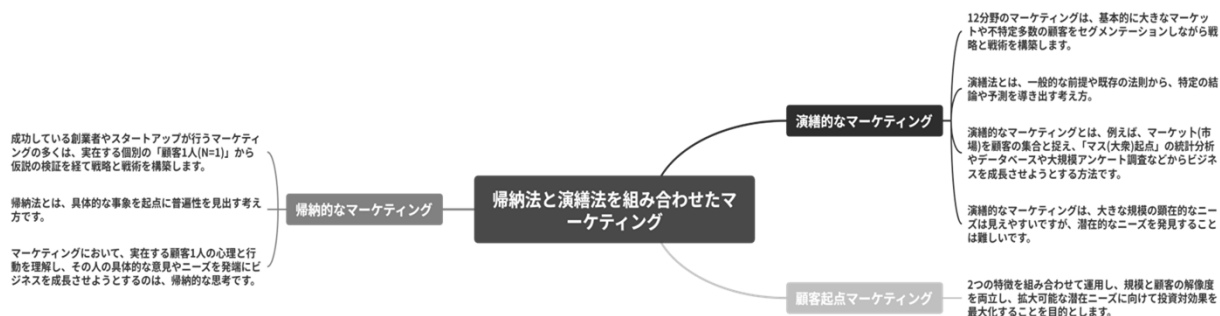 帰納法と演繕法を組み合わせたマ
ーケティング
演繕的なマーケティング
12分野のマーケティングは、基本的に大きなマーケッ
トや不特定多数の顧客をセグメンテーションしながら戦
略と戦術を構築します。
演繕法とは、一般的な前提や既存の法則から、特定の結
論や予測を導き出す考え方。
演繕的なマーケティングとは、例えば、マーケット(市
場)を顧客の集合と捉え、「マス(大衆)起点」の統計分析
やデータベースや大規模アンケート調査などからビジネ
スを成長させようとする方法です。
演繕的なマーケティングは、大きな規模の顕在的なニー
ズは見えやすいですが、潜在的なニーズを発見すること
は難しいです。
顧客起点マーケティング
2つの特徴を組み合わせて運用し、規模と顧客の解像度
を両立し、拡大可能な潜在ニーズに向けて投資対効果を
最大化することを目的とします。
帰納的なマーケティング
成功している創業者やスタートアップが行うマーケティ
ングの多くは、実在する個別の「顧客1人(N=1)」から
仮説の検証を経て戦略と戦術を構築します。
帰納法とは、具体的な事象を起点に普遍性を見出す考え
方です。
マーケティングにおいて、実在する顧客1人の心理と行
動を理解し、その人の具体的な意見やニーズを発端にビ
ジネスを成長させようとするのは、帰納的な思考です。